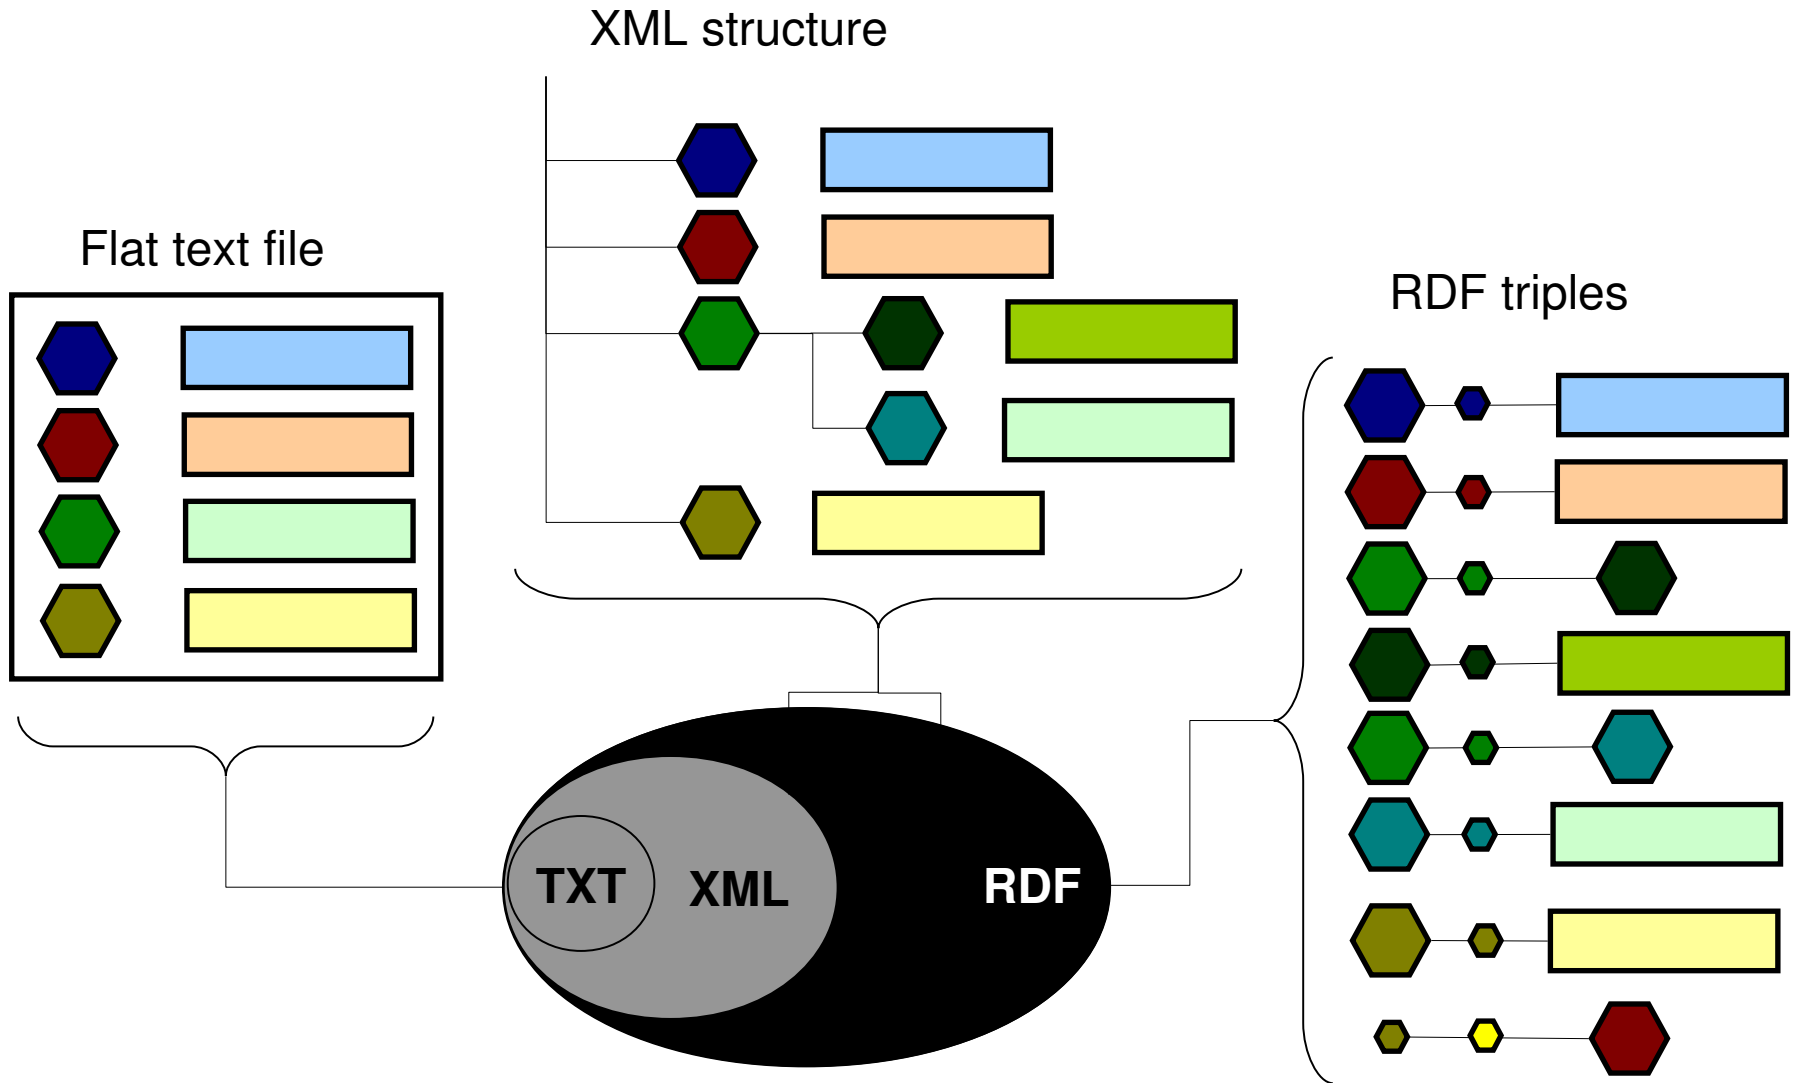 XML structure
Flat text file
RDF triples
TXT
XML
RDF